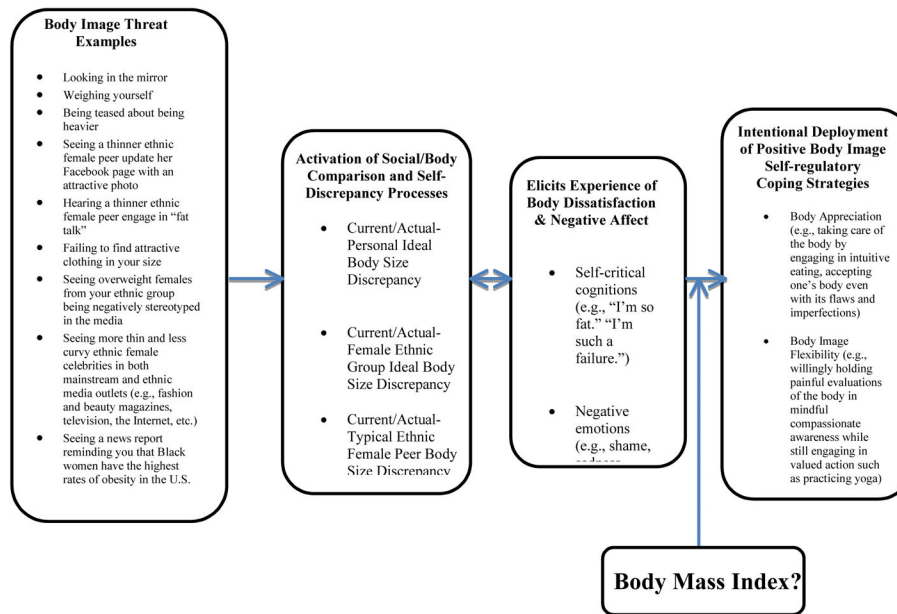 Body Image Threat
Examples
• Looking in the mirror
• Weighing yourself
• Being teased about being
heavier
• Seeing a thinner ethnic
female peer update her
Facebook page with an
attractive photo
• Hearing a thinner ethnic
female peer engage in “fat
talk”
• Failing to find attractive
clothing in your size
• Seeing overweight females
from your ethnic group
being negatively stereotyped
in the media
• Seeing more thin and less
curvy ethnic female
celebrities in both
mainstream and ethnic
media outlets (e.g., fashion
and beauty magazines,
television, the Internet, etc.)
• Seeing a news report
reminding you that Black
women have the highest
rates of obesity in the U.S.
Activation of Social/Body
Comparison and Self-
Discrepancy Processes
• Current/Actual-
Personal Ideal
Body Size
Discrepancy
• Current/Actual-
Female Ethnic
Group Ideal Body
Size Discrepancy
• Current/Actual-
Typical Ethnic
Female Peer Body
Size Discrepancy
Elicits Experience of
Body Dissatisfaction
& Negative Affect
• Self-critical
cognitions
(e.g., “I’m so
fat.” “I’m
such a
failure.”)
• Negative
emotions
(e.g., shame,
sadness
Intentional Deployment
of Positive Body Image
Self-regulatory
Coping Strategies
• Body Appreciation
(e.g., taking care of
the body by
engaging in intuitive
eating, accepting
one’s body even
with its flaws and
imperfections)
• Body Image
Flexibility (e.g.,
willingly holding
painful evaluations
of the body in
mindful
compassionate
awareness while
still engaging in
valued action such
as practicing yoga)
Body Mass Index?